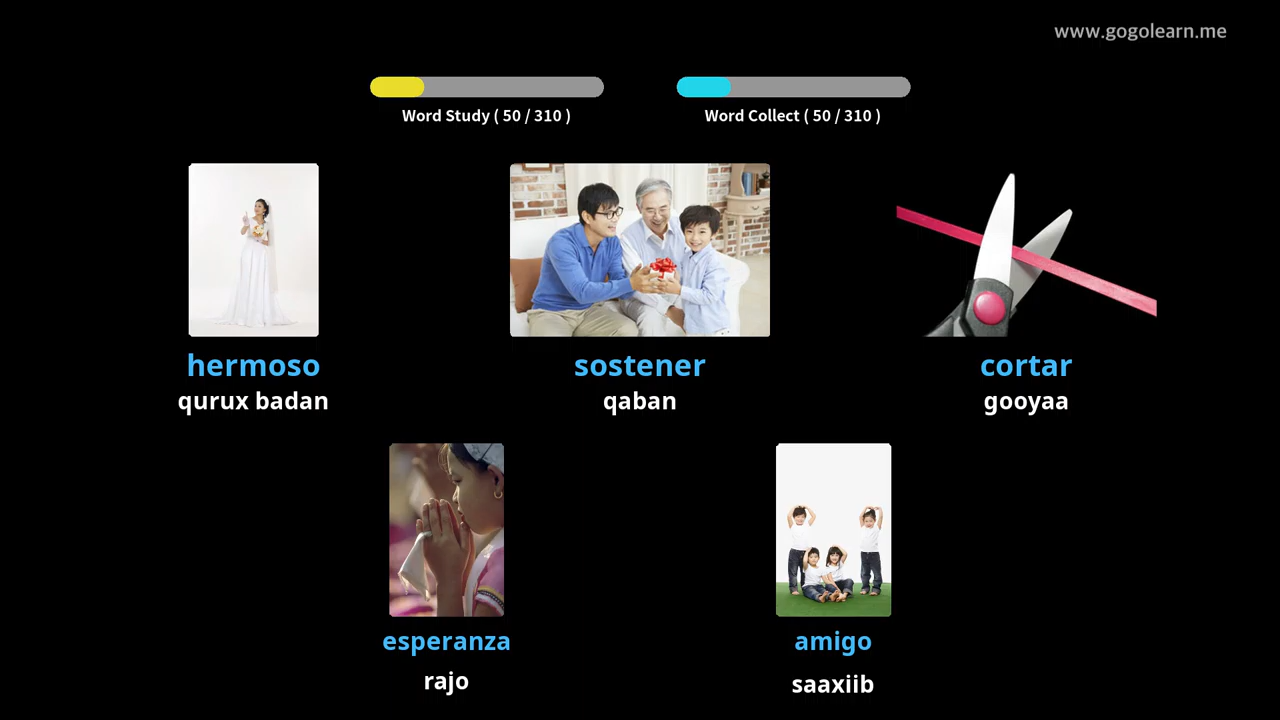 www.gogolearn.me
Word Study ( 50 / 310 )
Word Collect ( 50 / 310 )
hermoso
qurux badan
sostener
qaban
cortar
gooyaa
esperanza
rajo
amigo
saaxiib